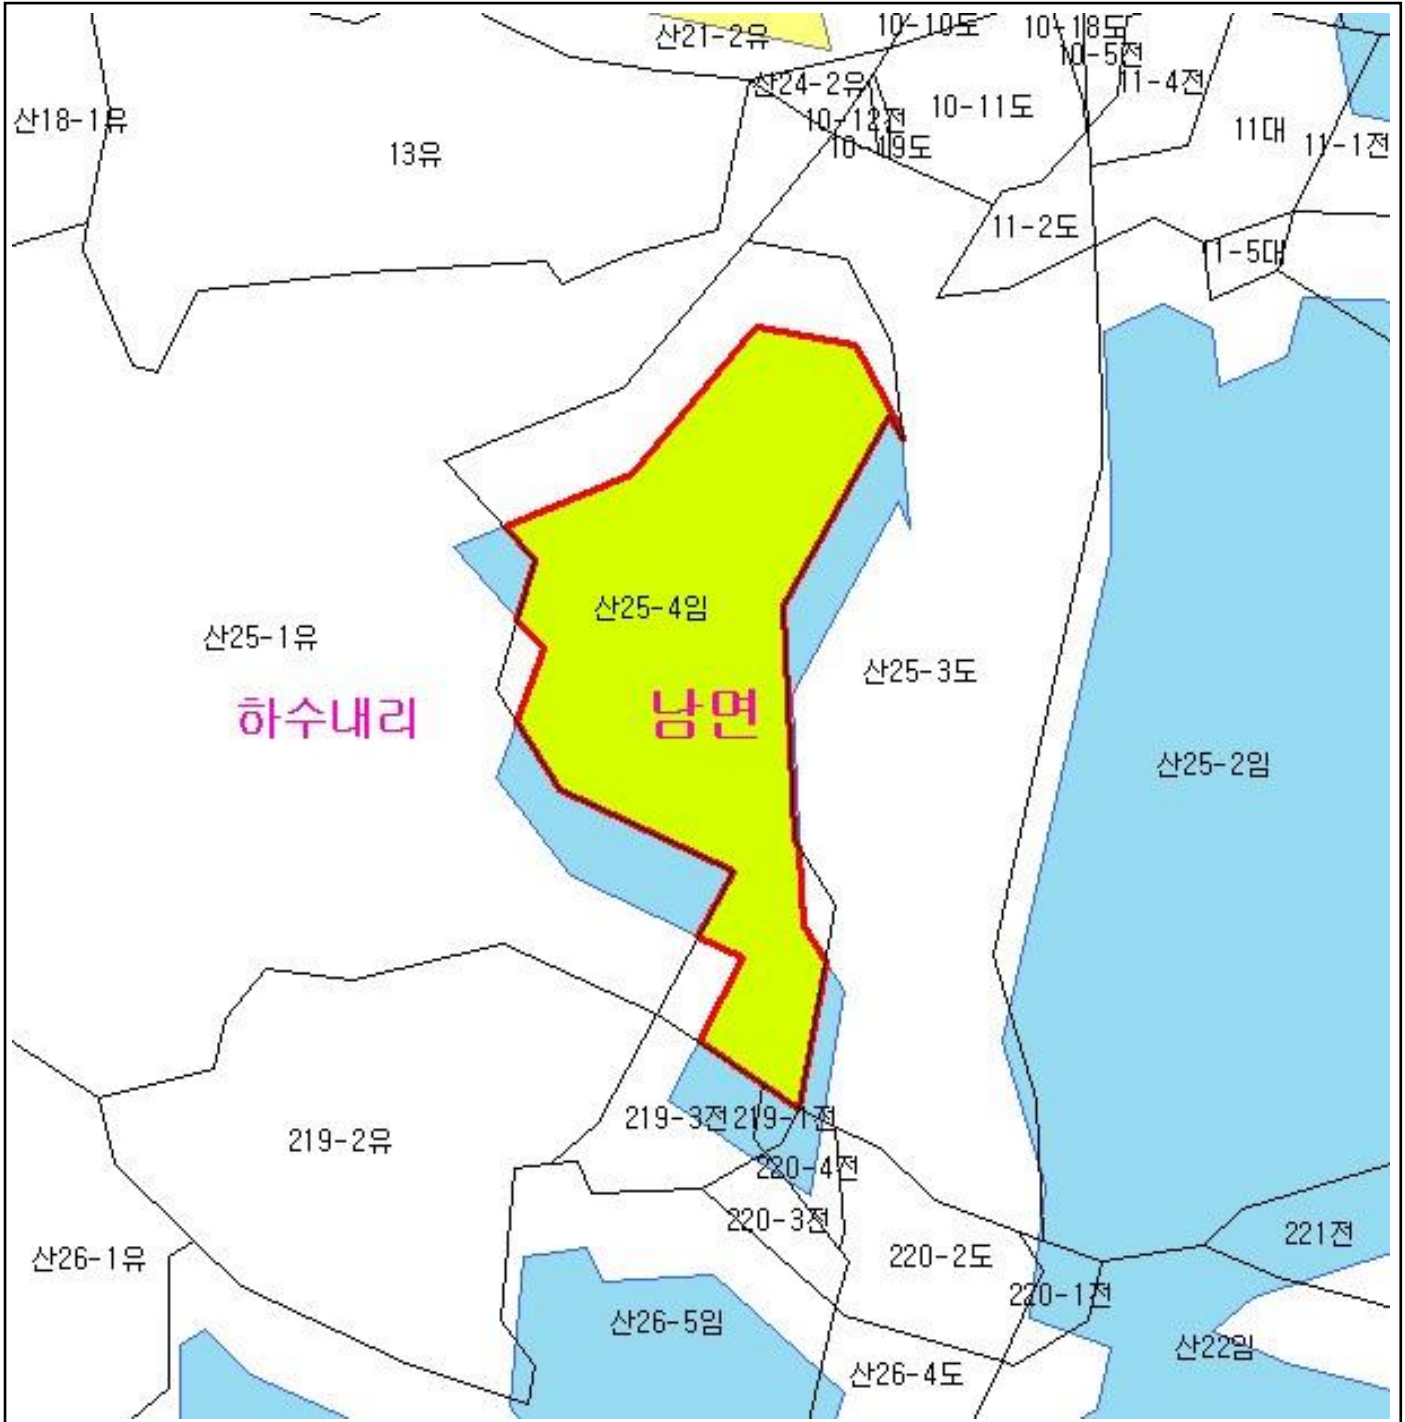 산21-2유
10-10도
10-18도
10-5전
산24-2유
11-4전
10-11도
산18-1유
10-12전
11대
13유
10-19도
11-1전
11-2도
11-5대
산25-4임
산25-1유
산25-3도
하수내리
남면
산25-2임
219-3전
219-1전
219-2유
220-4전
220-3전
221전
산26-1유
220-2도
220-1전
산26-5임
산22임
산26-4도